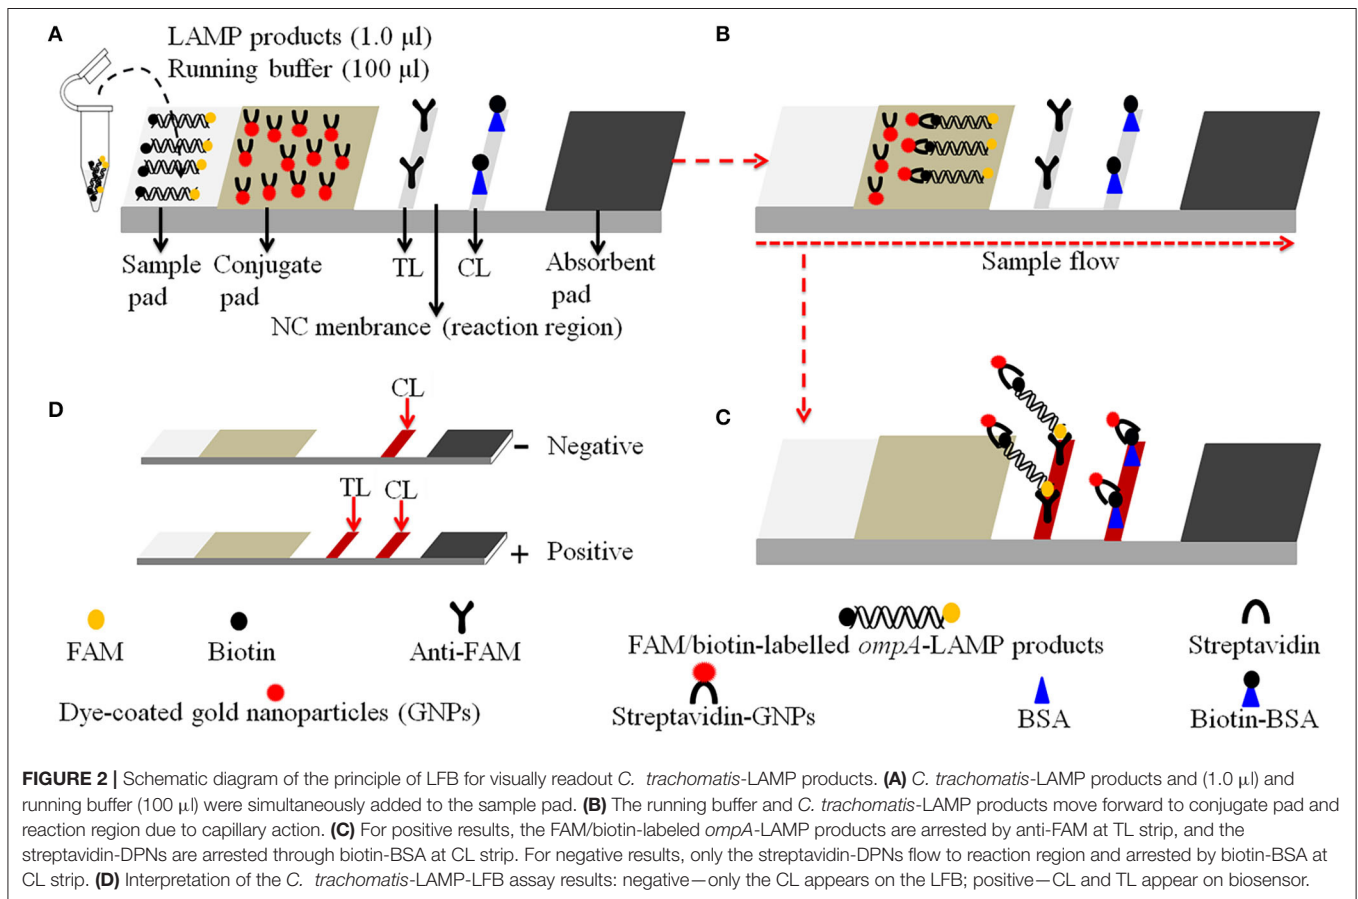 A
LAMP products (1.0 μl)
Running buffer (100 μl)
Sample pad
Conjugate pad
TL
CL
Absorbent pad
NC menbrance (reaction region)
B
Sample flow
C
D
CL
Negative
TL CL
Positive
FAM
Biotin
Anti-FAM
FAM/biotin-labelled ompA-LAMP products
Streptavidin
Dye-coated gold nanoparticles (GNPs)
Streptavidin-GNPs
BSA
Biotin-BSA
FIGURE 2 | Schematic diagram of the principle of LFB for visually readout C. trachomatis-LAMP products. (A) C. trachomatis-LAMP products and (1.0 μl) and
running buffer (100 μl) were simultaneously added to the sample pad. (B) The running buffer and C. trachomatis-LAMP products move forward to conjugate pad and
reaction region due to capillary action. (C) For positive results, the FAM/biotin-labeled ompA-LAMP products are arrested by anti-FAM at TL strip, and the
streptavidin-DPNs are arrested through biotin-BSA at CL strip. For negative results, only the streptavidin-DPNs flow to reaction region and arrested by biotin-BSA at
CL strip. (D) Interpretation of the C. trachomatis-LAMP-LFB assay results: negative—only the CL appears on the LFB; positive—CL and TL appear on biosensor.